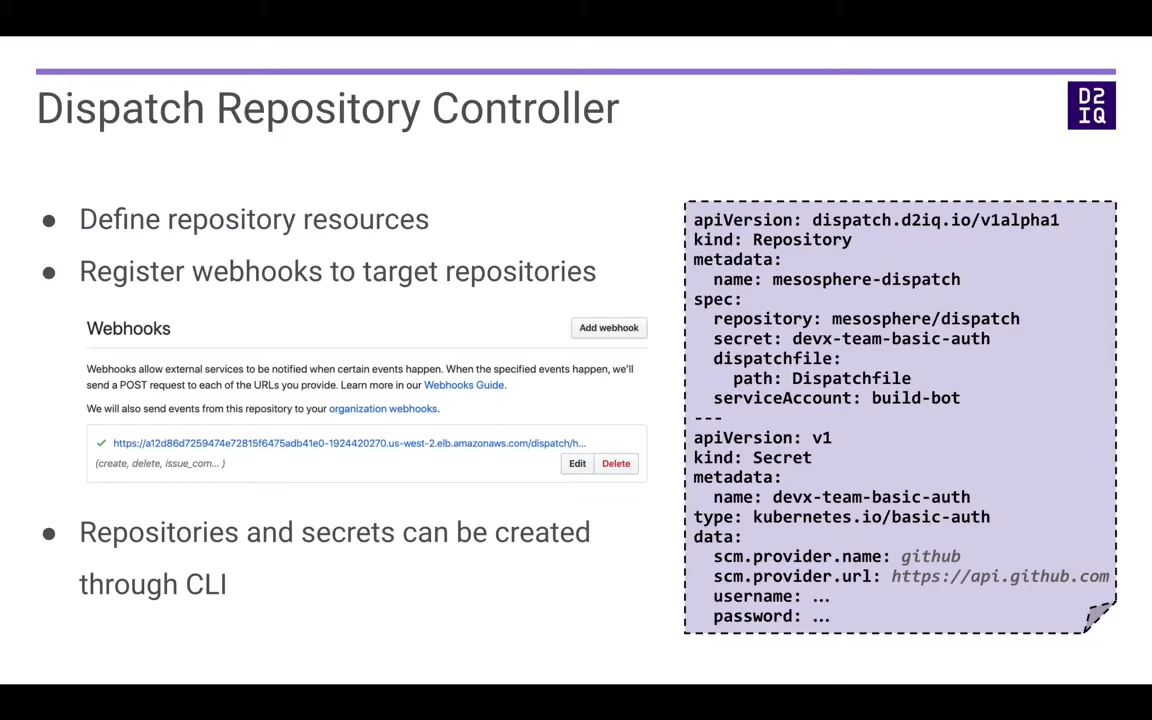 Dispatch Repository Controller
D2
IQ
● Define repository resources
● Register webhooks to target repositories
Webhooks
Add webhook
Webhooks allow external services to be notified when certain events happen. When the specified events happen, we'll
send a POST request to each of the URLs you provide. Learn more in our Webhooks Guide.
We will also send events from this repository to your organization webhooks.
https://a12d86d7259474e72815f6475adb41e0-1924420270.us-west-2.elb.amazonaws.com/dispatch/h...
(create, delete, issue_com... )
Edit
Delete
● Repositories and secrets can be created
through CLI
apiVersion: dispatch.d2iq.io/v1alpha1
kind: Repository
metadata:
  name: mesosphere-dispatch
spec:
  repository: mesosphere/dispatch
  secret: devx-team-basic-auth
  dispatchfile:
    path: Dispatchfile
  serviceAccount: build-bot
---
apiVersion: v1
kind: Secret
metadata:
  name: devx-team-basic-auth
type: kubernetes.io/basic-auth
data:
  scm.provider.name: github
  scm.provider.url: https://api.github.com
  username: …
  password: …